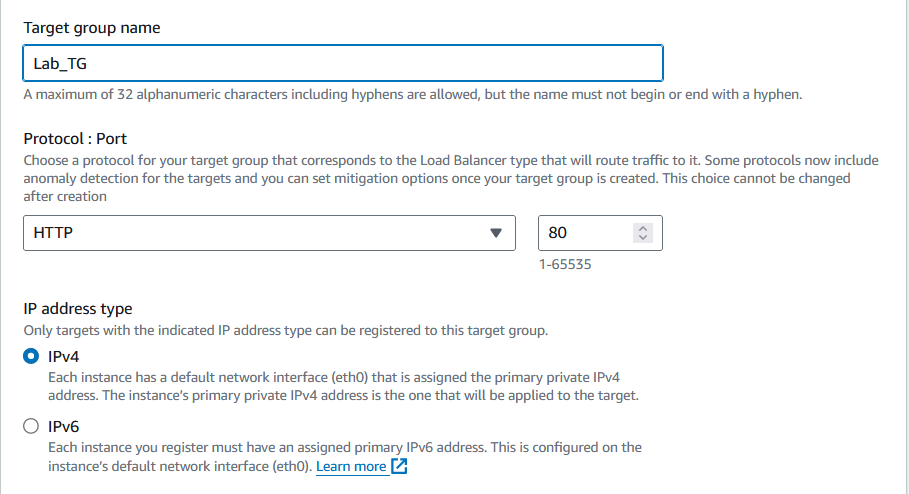 Target group name
Lab_TG
A maximum of 32 alphanumeric characters including hyphens are allowed, but the name must not begin or end with a hyphen.
Protocol : Port
Choose a protocol for your target group that corresponds to the Load Balancer type that will route traffic to it. Some protocols now include
anomaly detection for the targets and you can set mitigation options once your target group is created. This choice cannot be changed
after creation
HTTP 80
1-65535
IP address type
Only targets with the indicated IP address type can be registered to this target group.
IPv4
Each instance has a default network interface (eth0) that is assigned the primary private IPv4
address. The instance's primary private IPv4 address is the one that will be applied to the target.
IPv6
Each instance you register must have an assigned primary IPv6 address. This is configured on the
instance's default network interface (eth0). Learn more